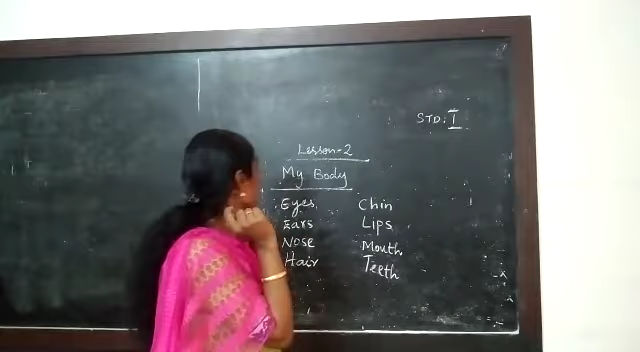 STD. I
Lesson-2
My Body
Eyes Chin
Ears Lips
Nose Mouth
Hair Teeth